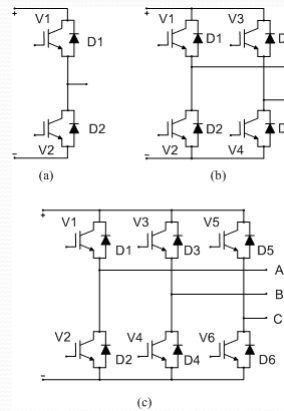 V1 V1 V3
+ +
D1 D1 D
D2 D2 D
V2 V2 V4
- -
(a) (b)
+
V1 V3 V5
D1 D3 D5
A
B
C
V2 V4 V6
D2 D4 D6
-
(c)